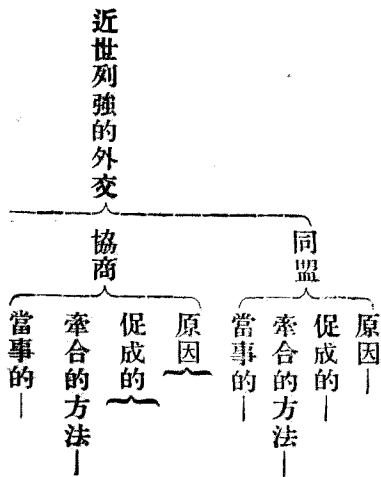 近世列強的外交
同盟
原因
促成的
牽合的方法
當事的
協商
原因
促成的
牽合的方法
當事的